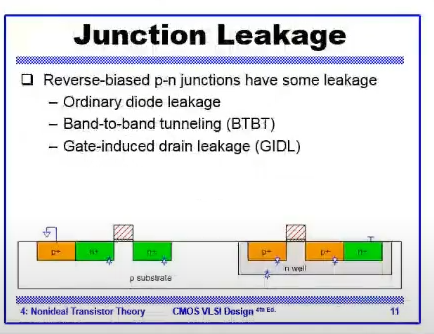 Junction Leakage
Reverse-biased p-n junctions have some leakage
– Ordinary diode leakage
– Band-to-band tunneling (BTBT)
– Gate-induced drain leakage (GIDL)
p+ n+ n+ p+ p+ n+
n well
p substrate
4: Nonideal Transistor Theory CMOS VLSI Design 4th Ed. 11